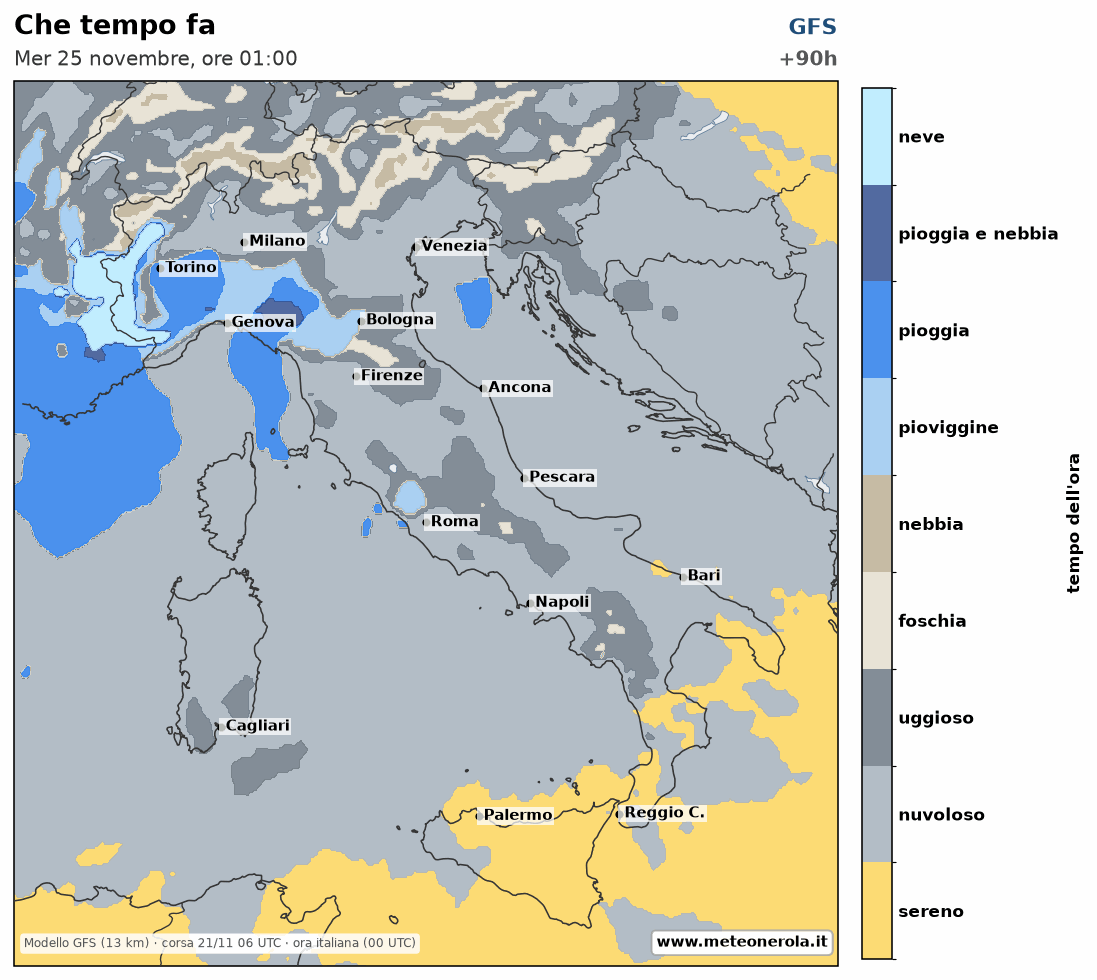 Che tempo fa
GFS
Mer 25 novembre, ore 01:00
+90h
neve
pioggia e nebbia
pioggia
pioviggine
nebbia
foschia
uggioso
nuvoloso
sereno
tempo dell'ora
Milano
Venezia
Torino
Genova
Bologna
Firenze
Ancona
Pescara
Roma
Bari
Napoli
Cagliari
Palermo
Reggio C.
Modello GFS (13 km) · corsa 21/11 06 UTC · ora italiana (00 UTC)
www.meteonerola.it